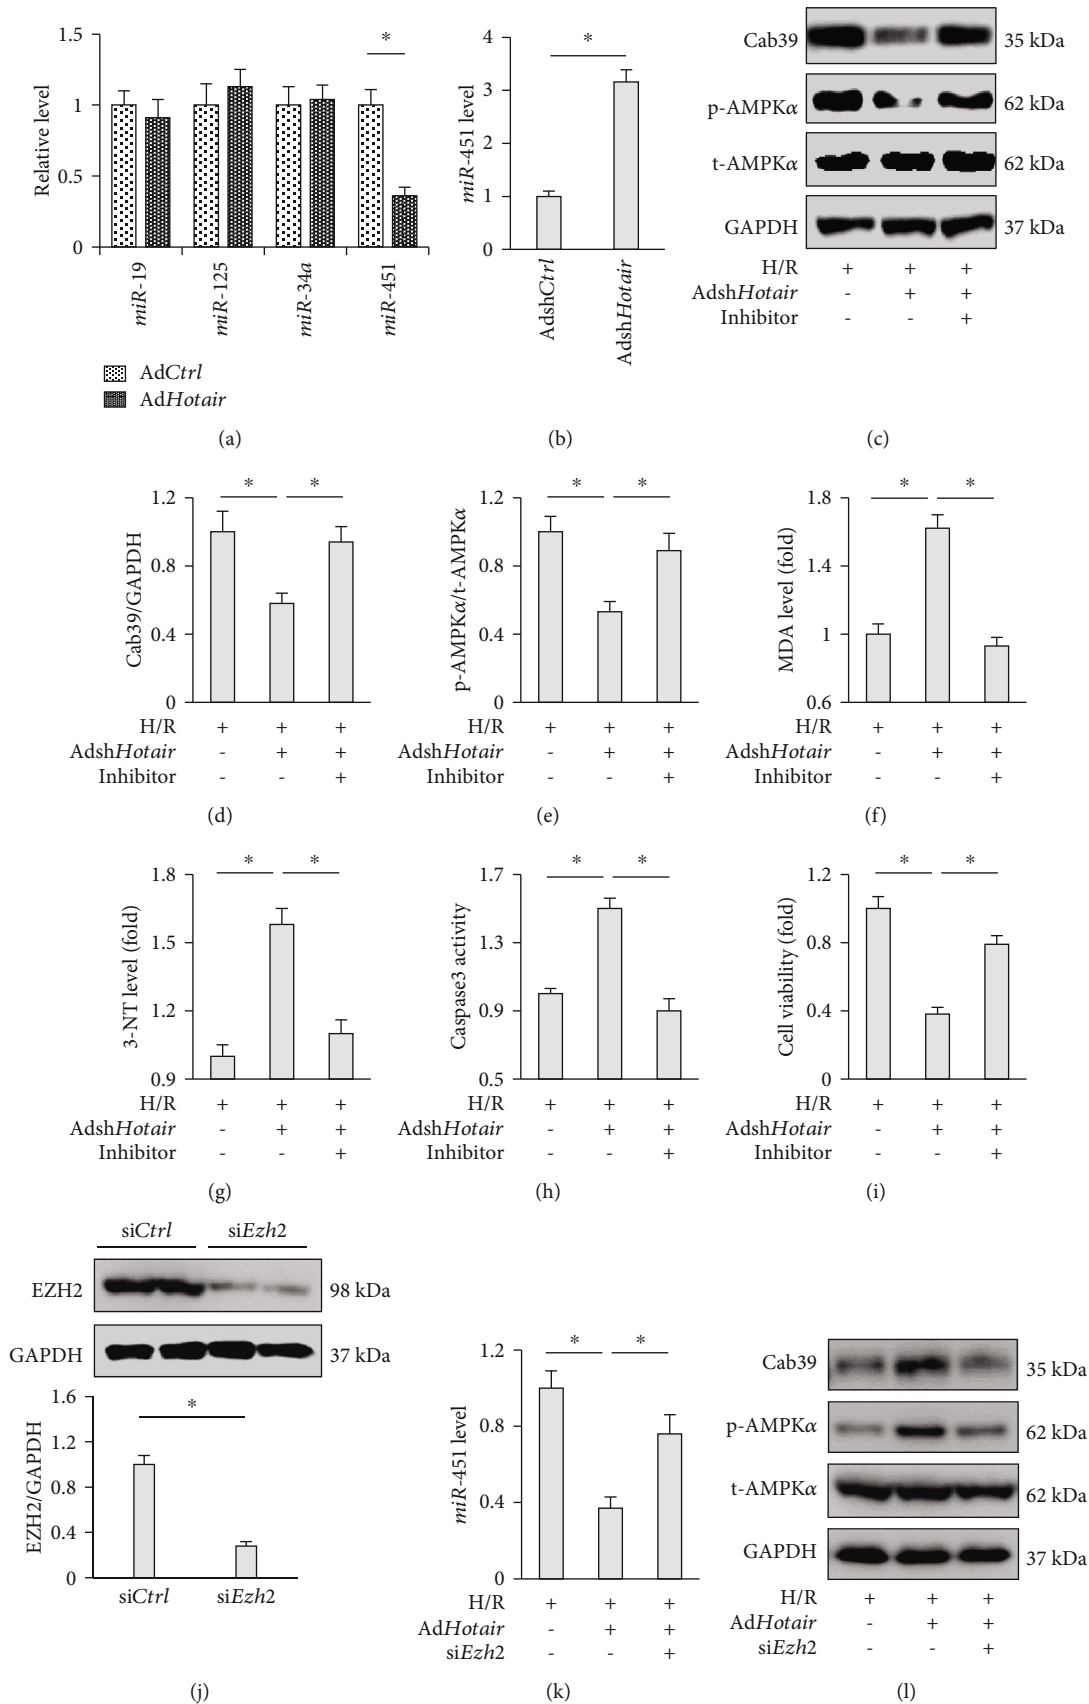 1.5
1
0.5
0
Relative level
*
miR-19
miR-125
miR-34a
miR-451
AdCtrl
AdHotair
(a)
4
3
2
1
0
miR-451 level
*
AdshCtrl
AdshHotair
(b)
Cab39 35 kDa
p-AMPKα 62 kDa
t-AMPKα 62 kDa
GAPDH 37 kDa
H/R + + +
AdshHotair - + +
Inhibitor - - +
(c)
* *
1.2
0.8
0.4
0
Cab39/GAPDH
H/R + + +
AdshHotair - + +
Inhibitor - - +
(d)
* *
1.2
0.8
0.4
0
p-AMPKα/t-AMPKα
H/R + + +
AdshHotair - + +
Inhibitor - - +
(e)
* *
1.8
1.4
1
0.6
MDA level (fold)
H/R + + +
AdshHotair - + +
Inhibitor - - +
(f)
* *
1.8
1.5
1.2
0.9
3-NT level (fold)
H/R + + +
AdshHotair - + +
Inhibitor - - +
(g)
* *
1.7
1.3
0.9
0.5
Caspase3 activity
H/R + + +
AdshHotair - + +
Inhibitor - - +
(h)
* *
1.2
0.8
0.4
0
Cell viability (fold)
H/R + + +
AdshHotair - + +
Inhibitor - - +
(i)
siCtrl siEzh2
EZH2 98 kDa
GAPDH 37 kDa
1.6
1.2
0.8
0.4
0
EZH2/GAPDH
*
siCtrl siEzh2
(j)
* *
1.2
0.8
0.4
0
miR-451 level
H/R + + +
AdHotair - + +
siEzh2 - - +
(k)
Cab39 35 kDa
p-AMPKα 62 kDa
t-AMPKα 62 kDa
GAPDH 37 kDa
H/R + + +
AdHotair - + +
siEzh2 - - +
(l)